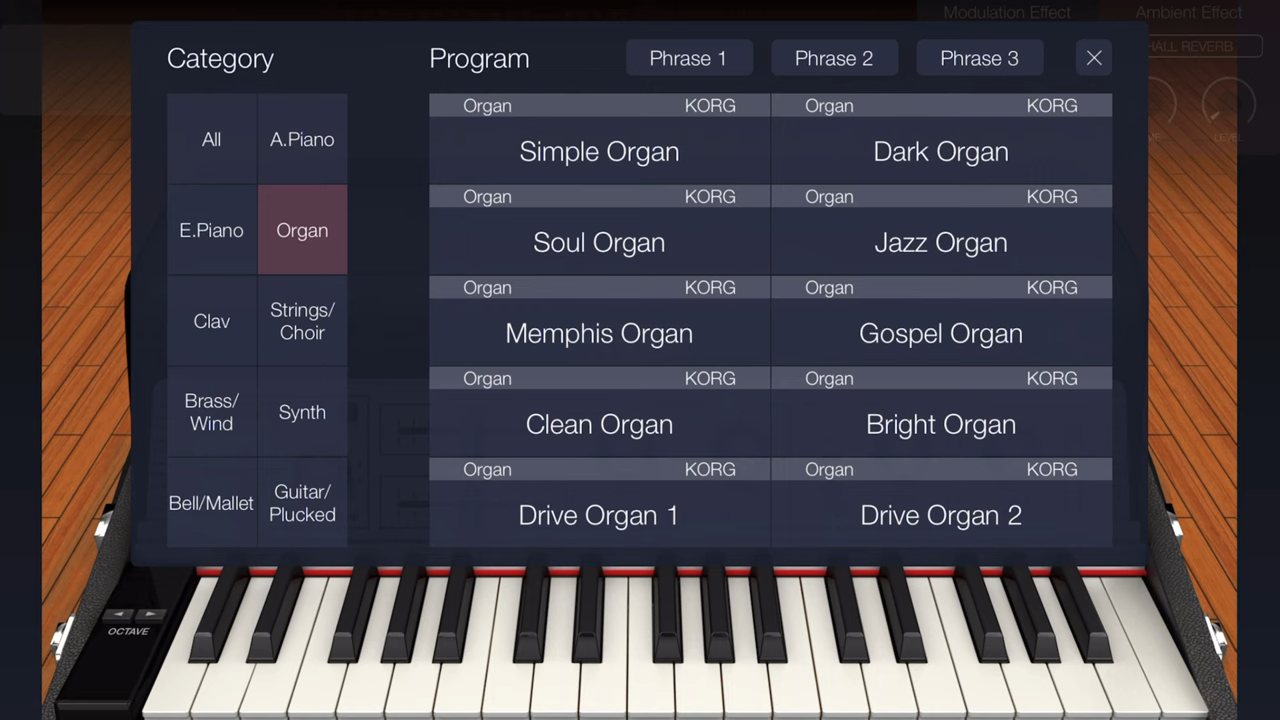 Modulation Effect
Ambient Effect
HALL REVERB
LEVEL
Category
Program
Phrase 1
Phrase 2
Phrase 3
All
A.Piano
E.Piano
Organ
Clav
Strings/
Choir
Brass/
Wind
Synth
Bell/Mallet
Guitar/
Plucked
Organ KORG
Simple Organ
Organ KORG
Dark Organ
Organ KORG
Soul Organ
Organ KORG
Jazz Organ
Organ KORG
Memphis Organ
Organ KORG
Gospel Organ
Organ KORG
Clean Organ
Organ KORG
Bright Organ
Organ KORG
Drive Organ 1
Organ KORG
Drive Organ 2
OCTAVE